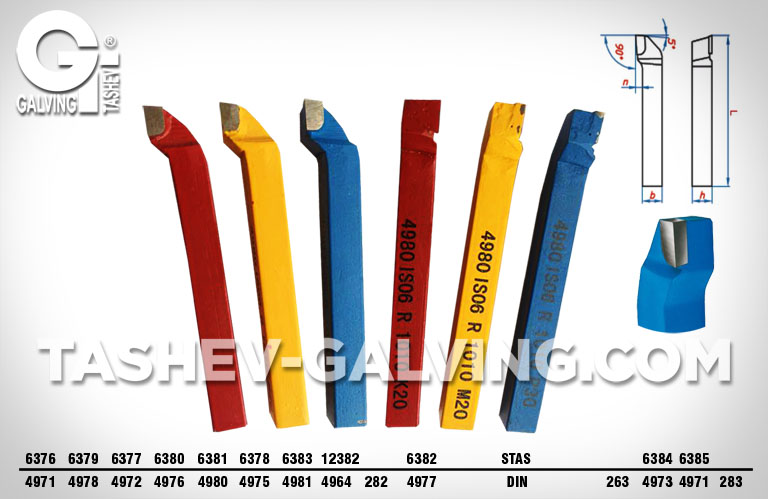 GALVING
TASHEV
®
90°
5°
n
L
b
h
4980 ISO6 R 1010 K20
4980 ISO6 R 1010 M20
4980 ISO6 R
P30
TASHEV-GALVING.COM
6376 6379 6377 6380 6381 6378 6383 12382 6382 STAS 6384 6385
4971 4978 4972 4976 4980 4975 4981 4964 282 4977 DIN 263 4973 4971 283